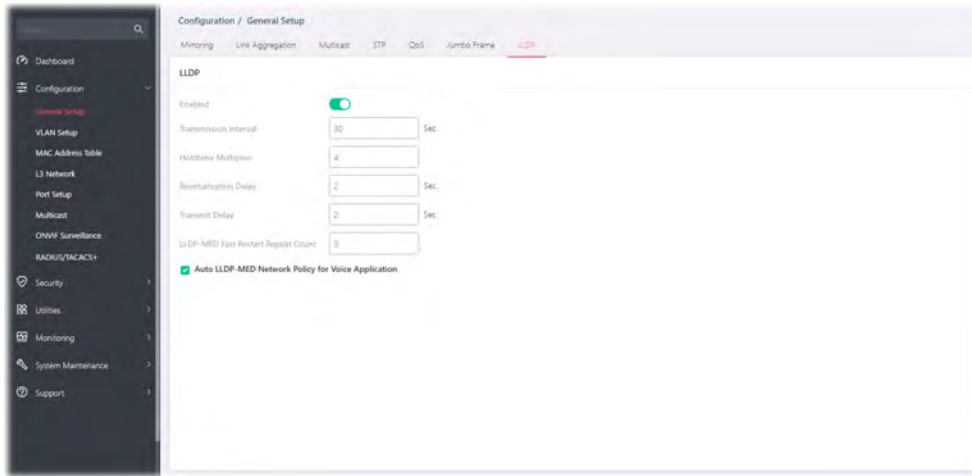 Configuration / General Setup
Mirroring Link Aggregation Multicast STP QoS Jumbo Frame LLDP
Dashboard
Configuration
General Setup
VLAN Setup
MAC Address Table
L3 Network
Port Setup
Multicast
ONVIF Surveillance
RADIUS/TACACS+
Security
Utilities
Monitoring
System Maintenance
Support
LLDP
Enabled
Transmission Interval 30 Sec.
Holdtime Multiplier 4
Reinitialization Delay 2 Sec.
Transmit Delay 2 Sec.
LLDP-MED Fast Restart Repeat Count 3
Auto LLDP-MED Network Policy for Voice Application